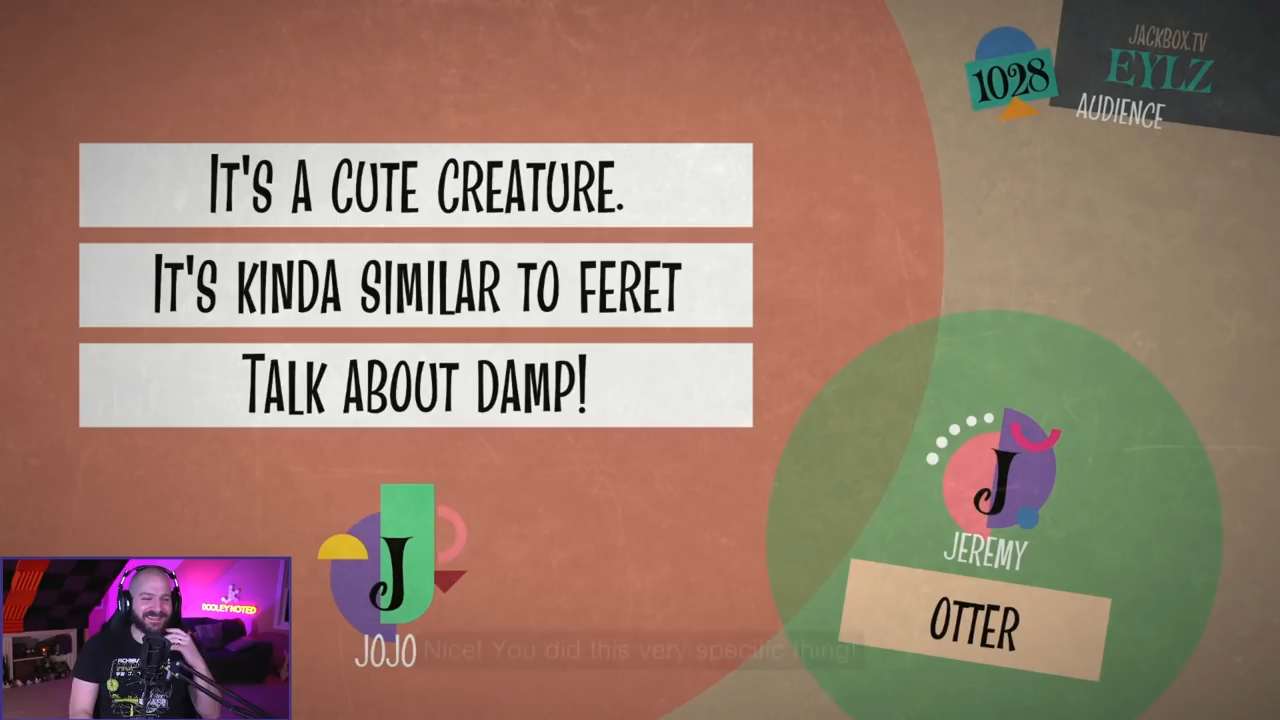 JACKBOX.TV
EYLZ
1028
AUDIENCE
IT'S A CUTE CREATURE.
IT'S KINDA SIMILAR TO FERET
TALK ABOUT DAMP!
J
JEREMY
OTTER
J
JOJO
Nice! You did this very specific thing!
DOOLEY NOTED